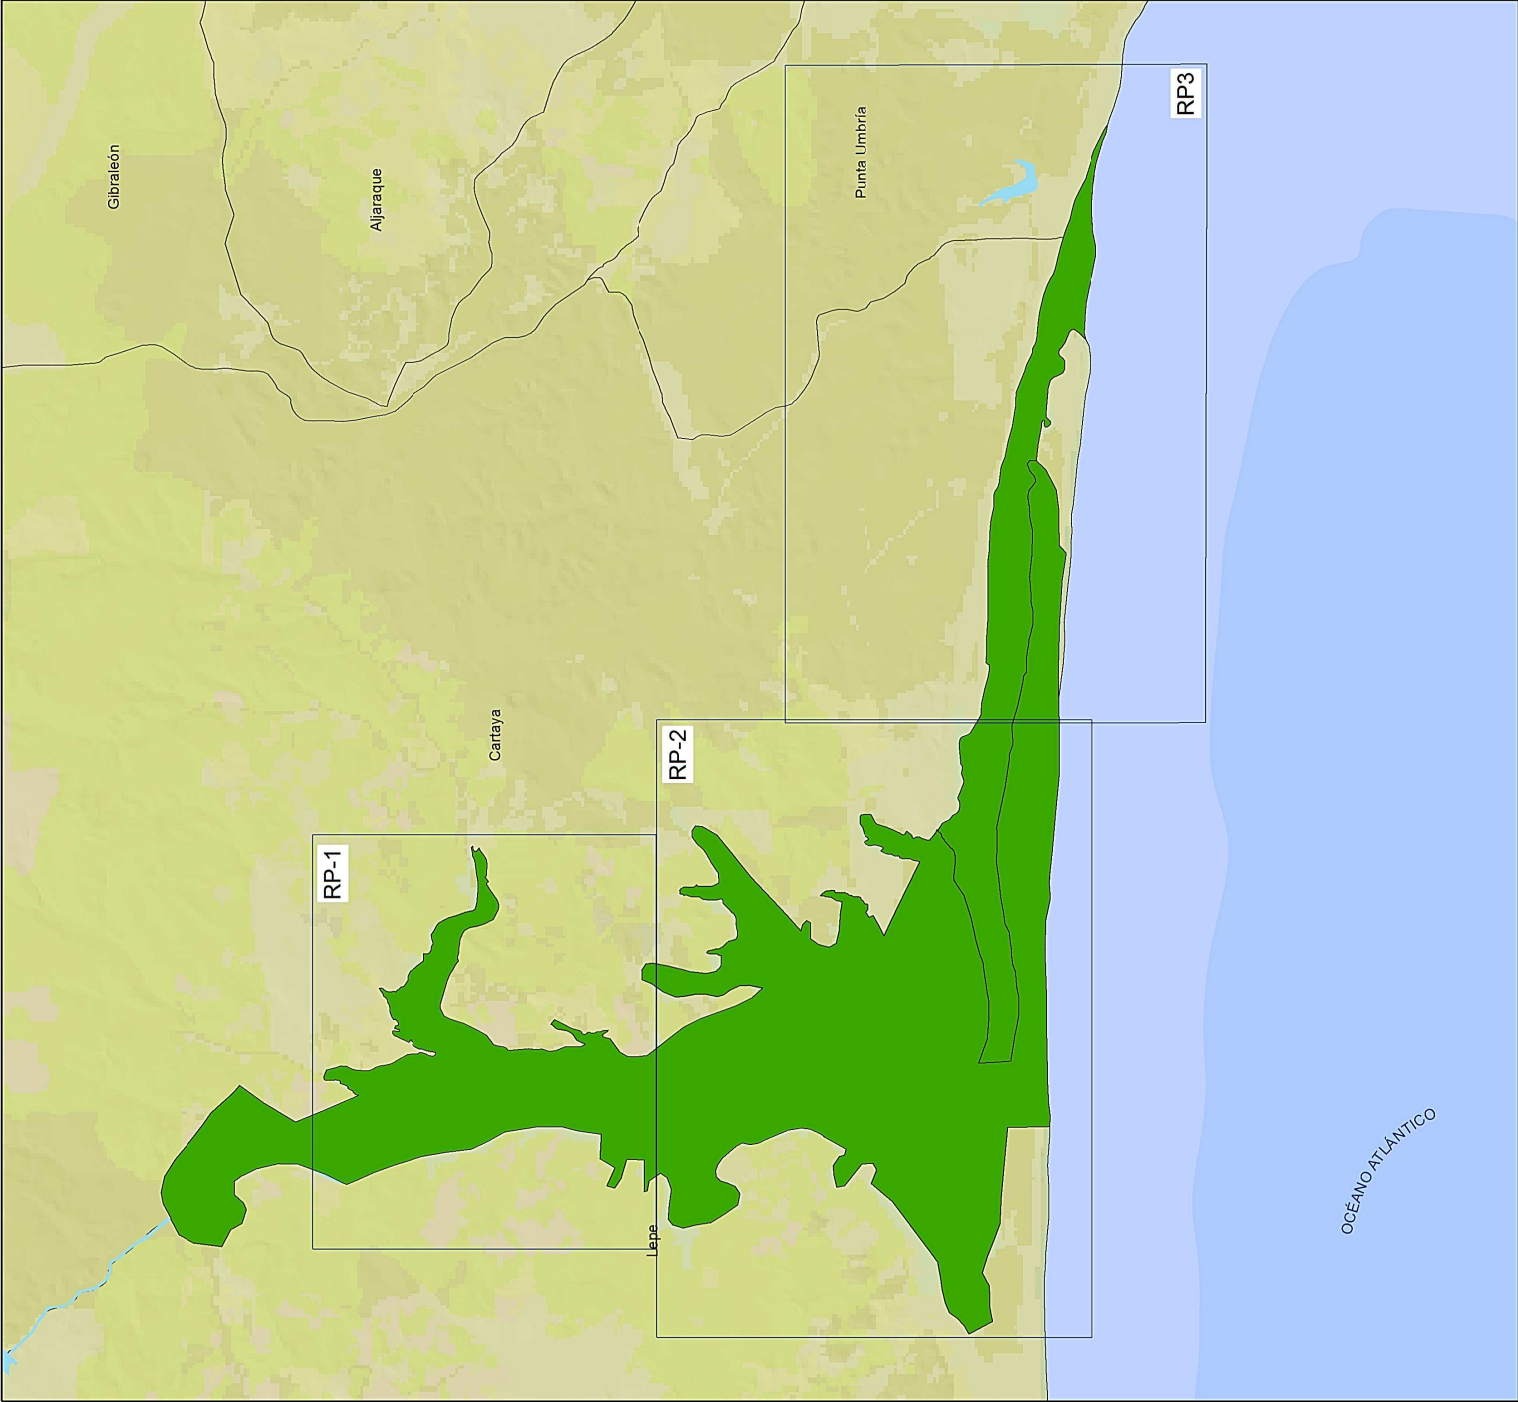 Gibraleón
Aljaraque
Punta Umbría
RP3
Cartaya
RP-2
RP-1
Lepe
OCÉANO ATLÁNTICO